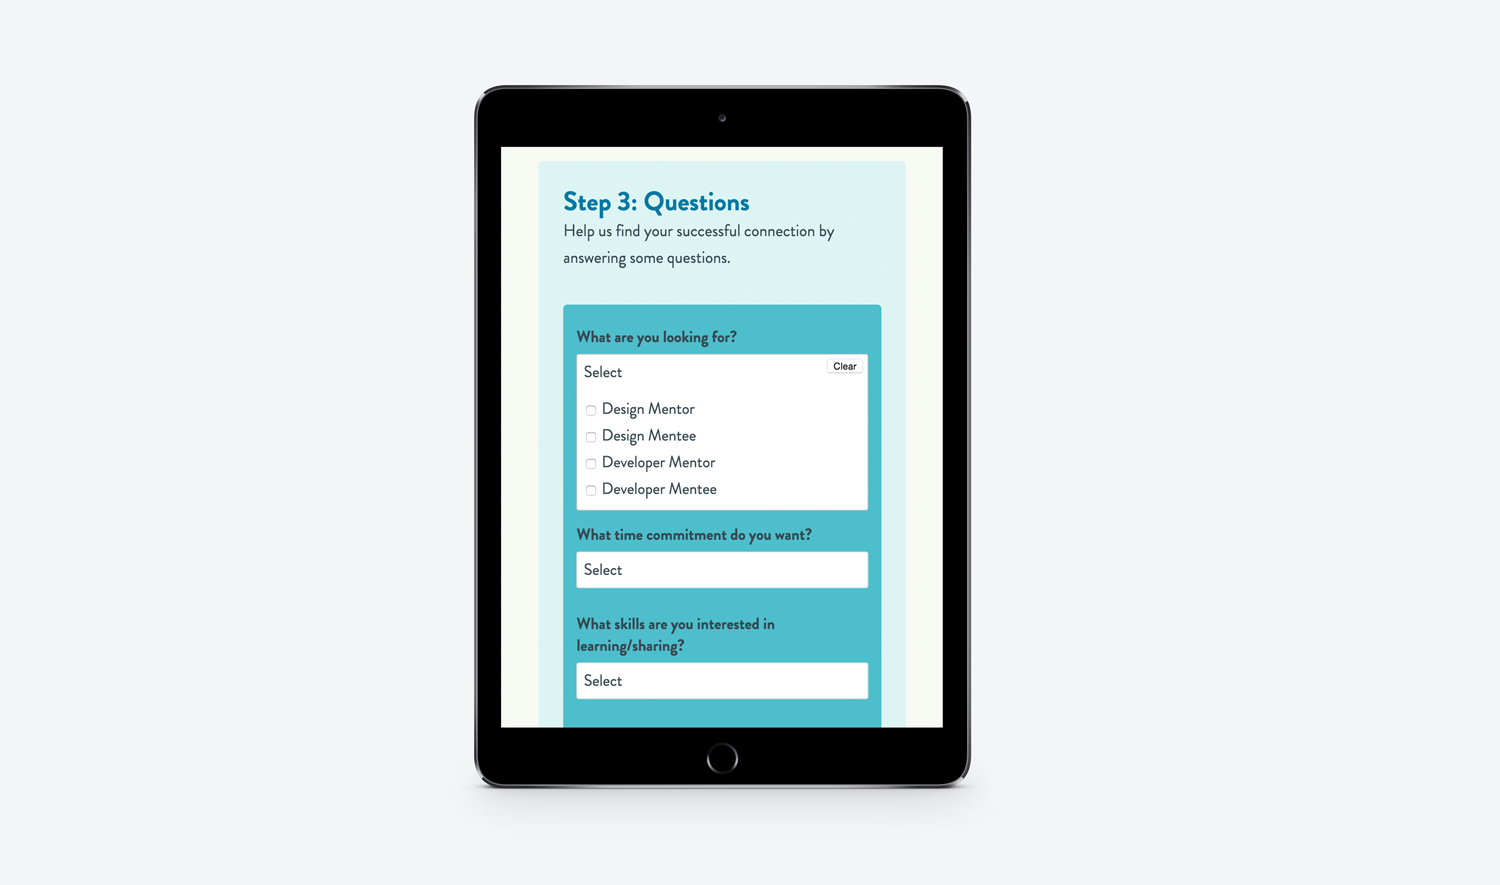 Step 3: Questions
Help us find your successful connection by
answering some questions.
What are you looking for?
Select
Clear
Design Mentor
Design Mentee
Developer Mentor
Developer Mentee
What time commitment do you want?
Select
What skills are you interested in
learning/sharing?
Select